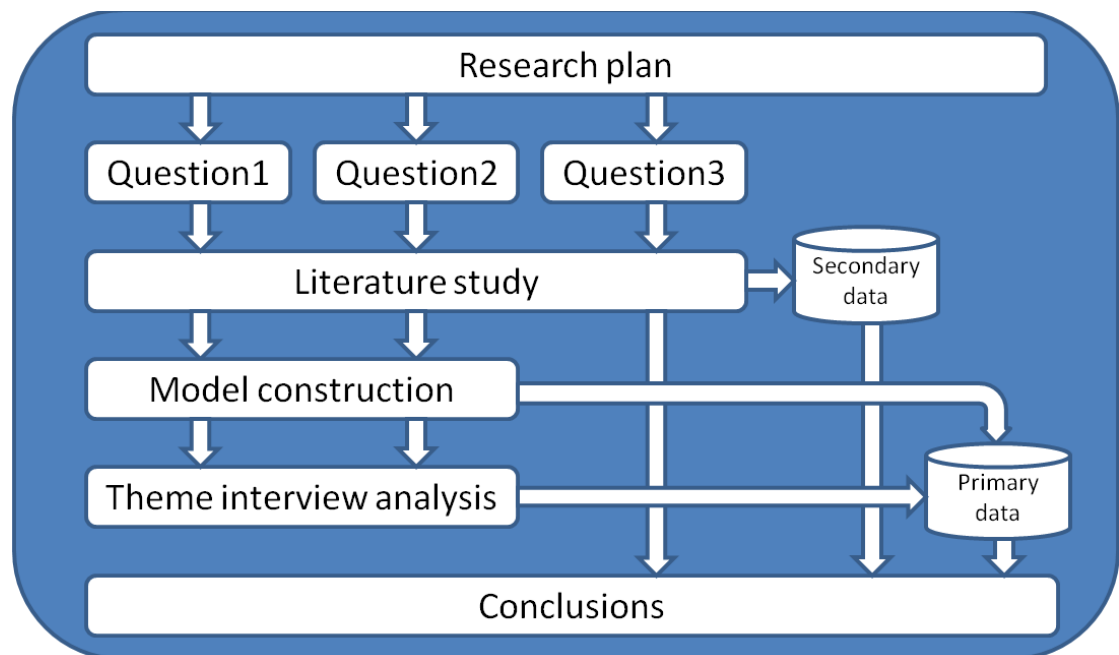 Research plan
Question1
Question2
Question3
Literature study
Secondary
data
Model construction
Theme interview analysis
Primary
data
Conclusions